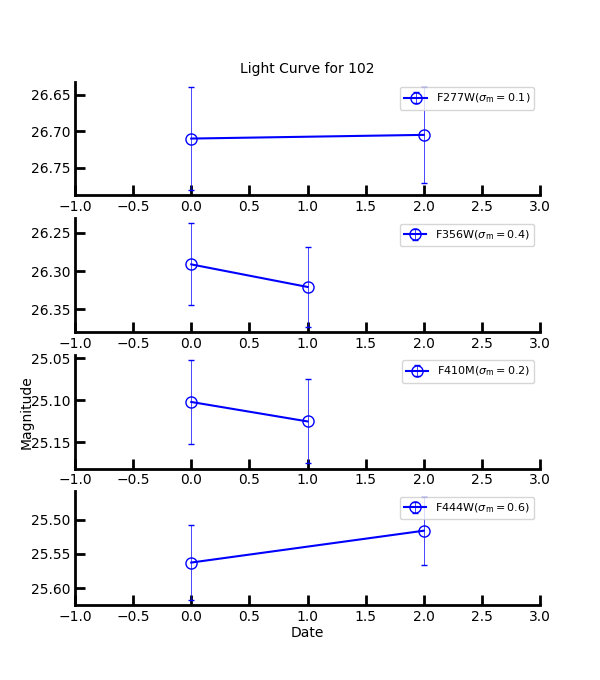 Light Curve for 102
F277W(σm = 0.1)
26.65
26.70
26.75
−1.0 −0.5 0.0 0.5 1.0 1.5 2.0 2.5 3.0
F356W(σm = 0.4)
26.25
26.30
26.35
−1.0 −0.5 0.0 0.5 1.0 1.5 2.0 2.5 3.0
F410M(σm = 0.2)
25.05
25.10
25.15
−1.0 −0.5 0.0 0.5 1.0 1.5 2.0 2.5 3.0
Magnitude
F444W(σm = 0.6)
25.50
25.55
25.60
−1.0 −0.5 0.0 0.5 1.0 1.5 2.0 2.5 3.0
Date